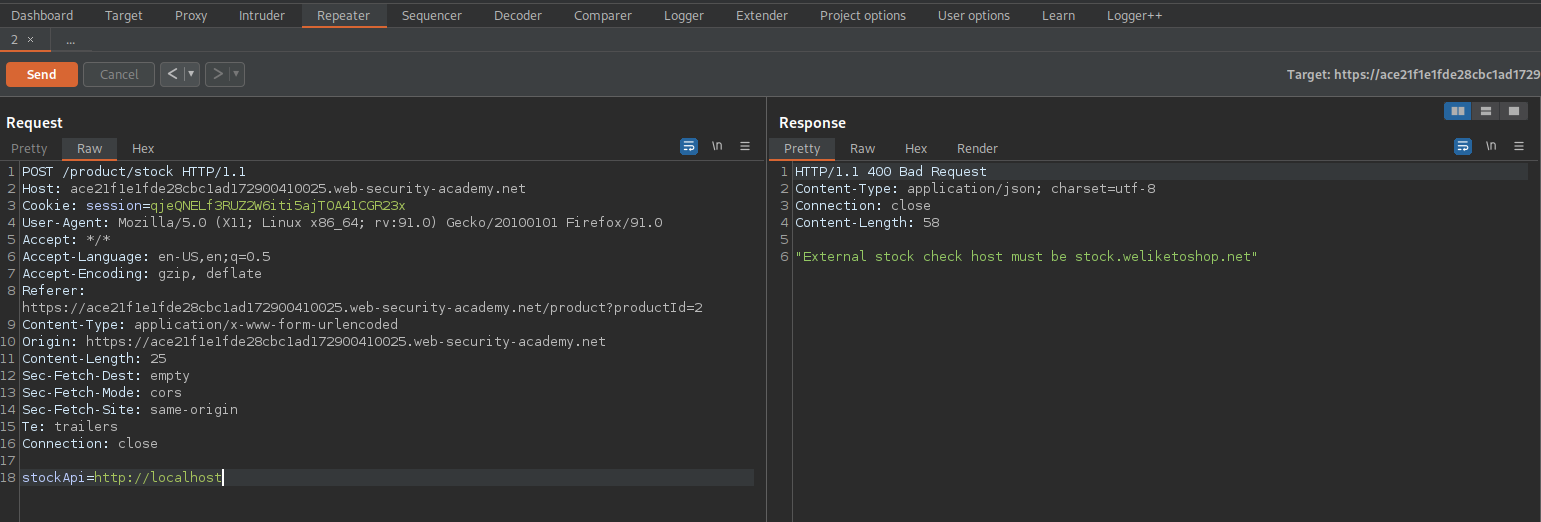 Dashboard Target Proxy Intruder Repeater Sequencer Decoder Comparer Logger Extender Project options User options Learn Logger++
2 × ...
Send Cancel < > Target: https://ace21f1e1fde28cbc1ad1729
Request
Pretty Raw Hex \n
1 POST /product/stock HTTP/1.1
2 Host: ace21f1e1fde28cbc1ad172900410025.web-security-academy.net
3 Cookie: session=qjeQNELf3RUZ2W6iti5ajTOA41CGR23x
4 User-Agent: Mozilla/5.0 (X11; Linux x86_64; rv:91.0) Gecko/20100101 Firefox/91.0
5 Accept: */*
6 Accept-Language: en-US,en;q=0.5
7 Accept-Encoding: gzip, deflate
8 Referer:
https://ace21f1e1fde28cbc1ad172900410025.web-security-academy.net/product?productId=2
9 Content-Type: application/x-www-form-urlencoded
10 Origin: https://ace21f1e1fde28cbc1ad172900410025.web-security-academy.net
11 Content-Length: 25
12 Sec-Fetch-Dest: empty
13 Sec-Fetch-Mode: cors
14 Sec-Fetch-Site: same-origin
15 Te: trailers
16 Connection: close
17
18 stockApi=http://localhost
Response
Pretty Raw Hex Render \n
1 HTTP/1.1 400 Bad Request
2 Content-Type: application/json; charset=utf-8
3 Connection: close
4 Content-Length: 58
5
6 "External stock check host must be stock.weliketoshop.net"